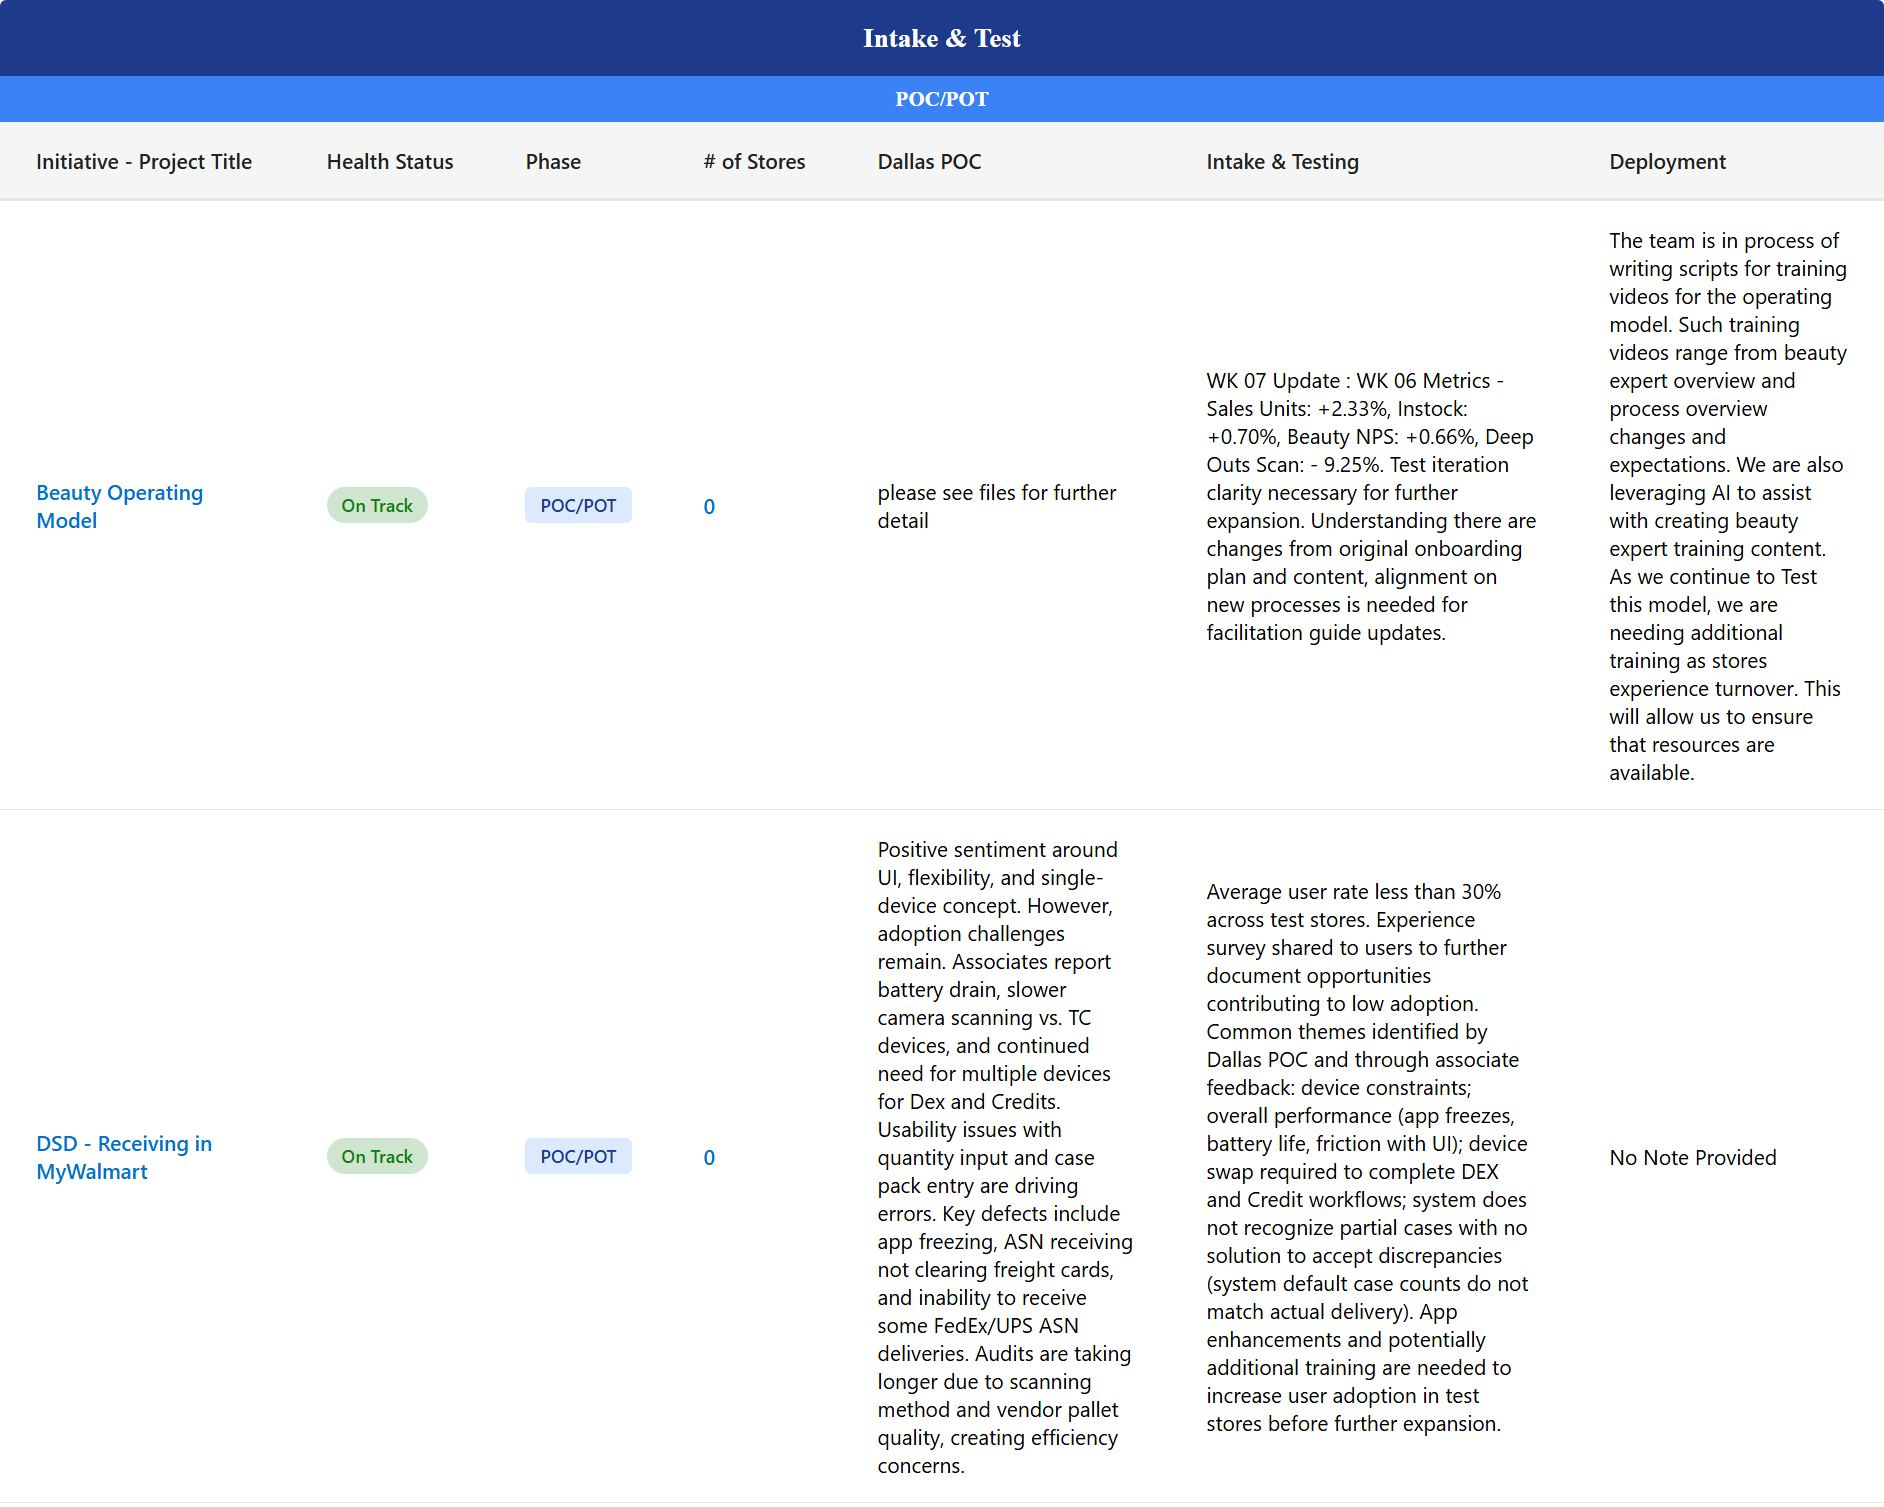 Intake & Test
POC/POT
Initiative - Project Title
Health Status
Phase
# of Stores
Dallas POC
Intake & Testing
Deployment
Beauty Operating
Model
On Track
POC/POT
0
please see files for further
detail
WK 07 Update : WK 06 Metrics -
Sales Units: +2.33%, Instock:
+0.70%, Beauty NPS: +0.66%, Deep
Outs Scan: - 9.25%. Test iteration
clarity necessary for further
expansion. Understanding there are
changes from original onboarding
plan and content, alignment on
new processes is needed for
facilitation guide updates.
The team is in process of
writing scripts for training
videos for the operating
model. Such training
videos range from beauty
expert overview and
process overview
changes and
expectations. We are also
leveraging AI to assist
with creating beauty
expert training content.
As we continue to Test
this model, we are
needing additional
training as stores
experience turnover. This
will allow us to ensure
that resources are
available.
DSD - Receiving in
MyWalmart
On Track
POC/POT
0
Positive sentiment around
UI, flexibility, and single-
device concept. However,
adoption challenges
remain. Associates report
battery drain, slower
camera scanning vs. TC
devices, and continued
need for multiple devices
for Dex and Credits.
Usability issues with
quantity input and case
pack entry are driving
errors. Key defects include
app freezing, ASN receiving
not clearing freight cards,
and inability to receive
some FedEx/UPS ASN
deliveries. Audits are taking
longer due to scanning
method and vendor pallet
quality, creating efficiency
concerns.
Average user rate less than 30%
across test stores. Experience
survey shared to users to further
document opportunities
contributing to low adoption.
Common themes identified by
Dallas POC and through associate
feedback: device constraints;
overall performance (app freezes,
battery life, friction with UI); device
swap required to complete DEX
and Credit workflows; system does
not recognize partial cases with no
solution to accept discrepancies
(system default case counts do not
match actual delivery). App
enhancements and potentially
additional training are needed to
increase user adoption in test
stores before further expansion.
No Note Provided